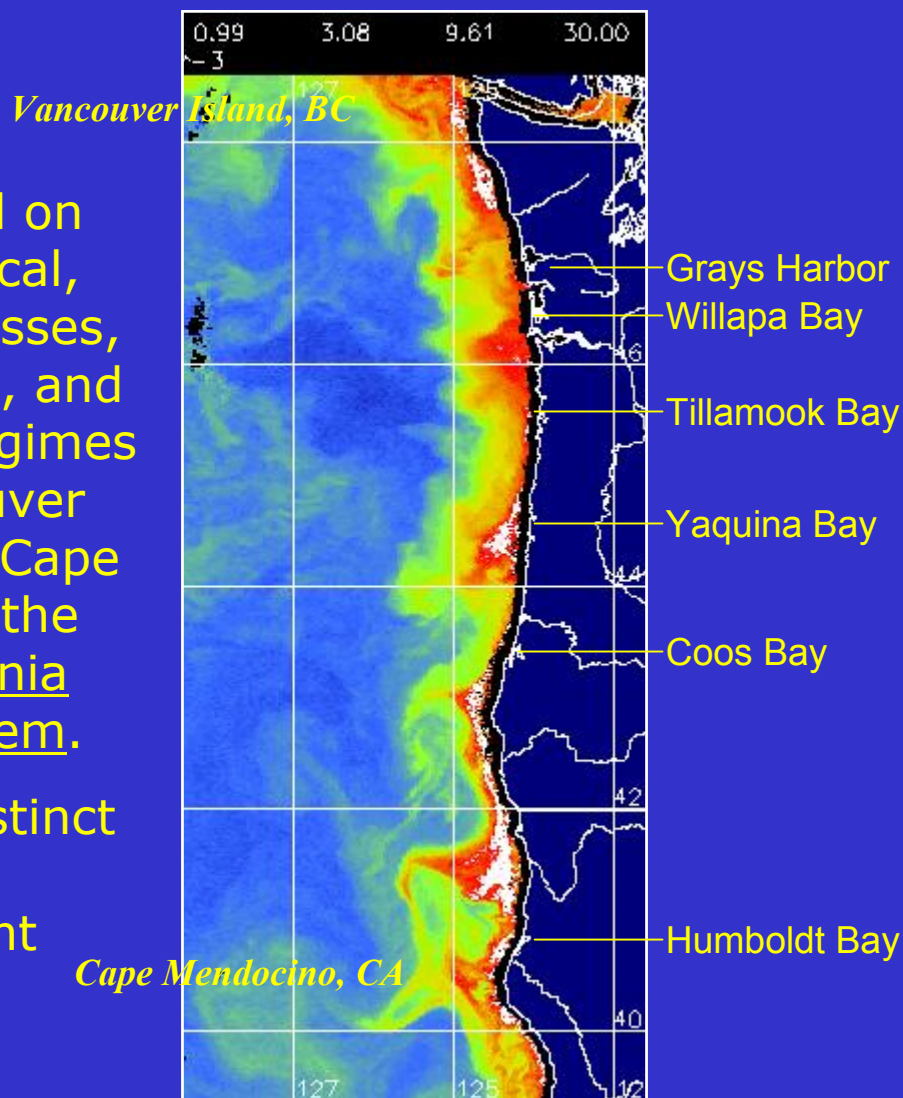 0.99 3.08 9.61 30.00
-3
127 125
Vancouver Island, BC
l on
cal,
sses,
, and
gimes
uver
Cape
the
nia
em.
stinct
nt
Grays Harbor
Willapa Bay
Tillamook Bay
Yaquina Bay
Coos Bay
Humboldt Bay
44
42
Cape Mendocino, CA
40
127 125